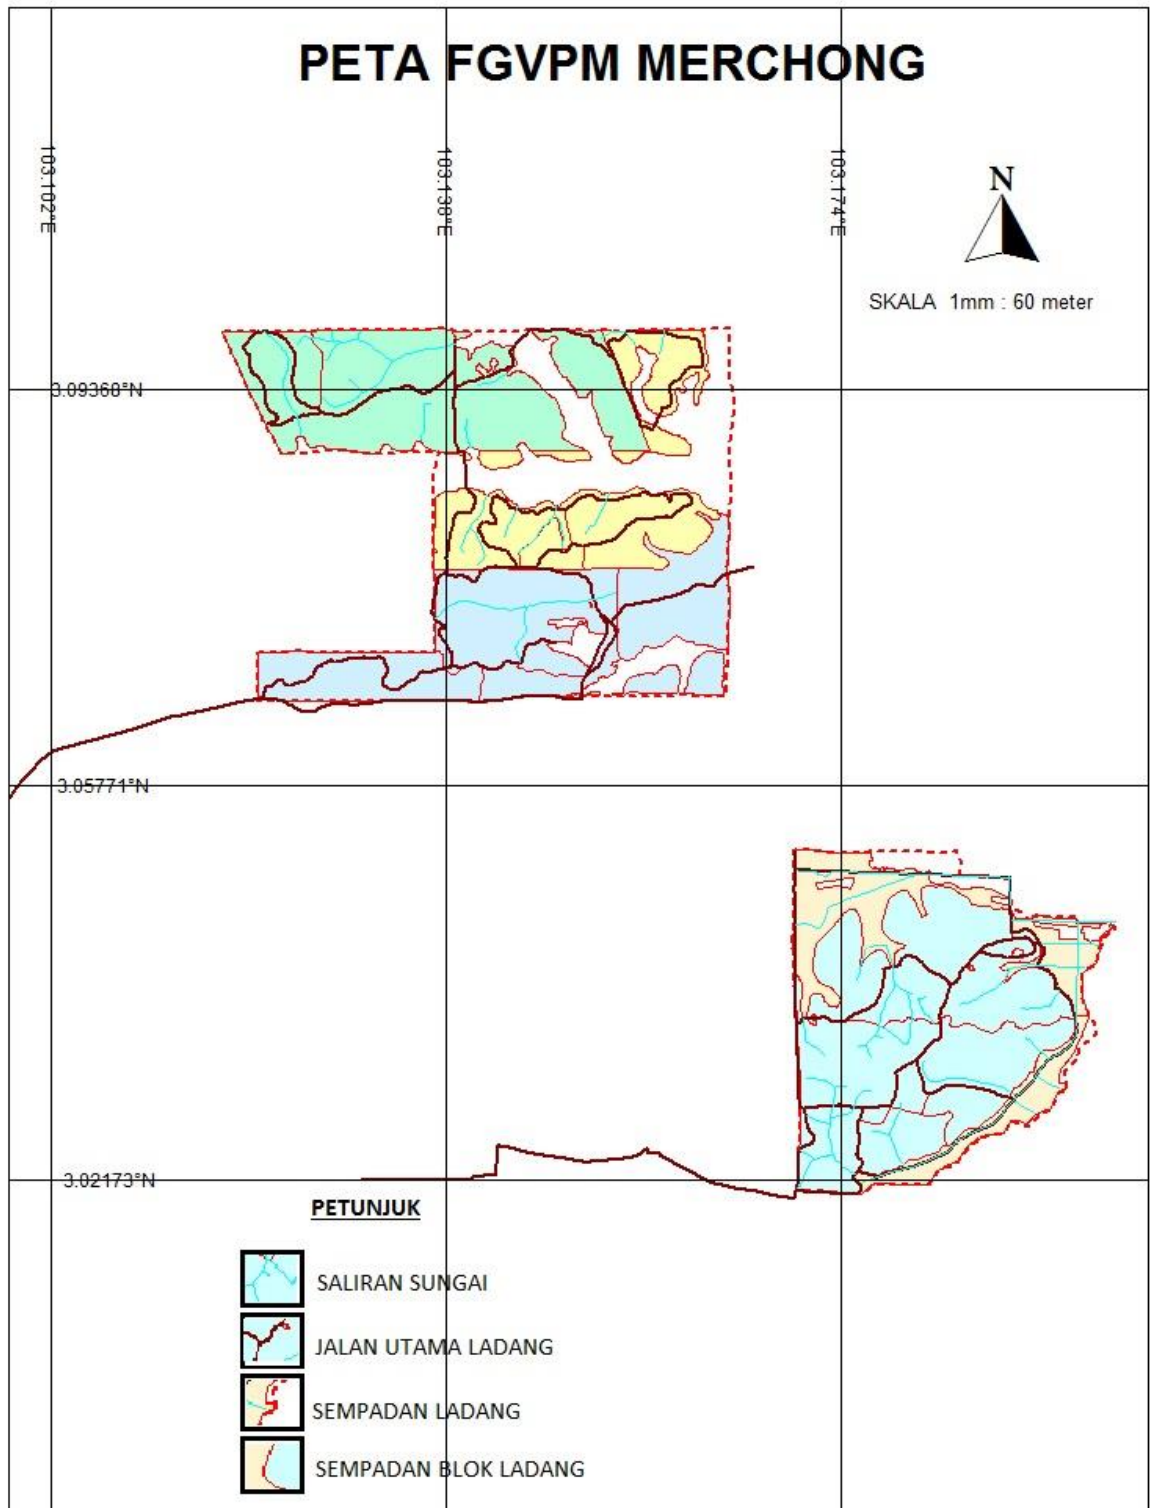 PETA FGVPM MERCHONG
103.102°E
103.138°E
103.174°E
N
SKALA 1mm : 60 meter
3.09368°N
3.05771°N
3.02173°N
PETUNJUK
SALIRAN SUNGAI
JALAN UTAMA LADANG
SEMPADAN LADANG
SEMPADAN BLOK LADANG